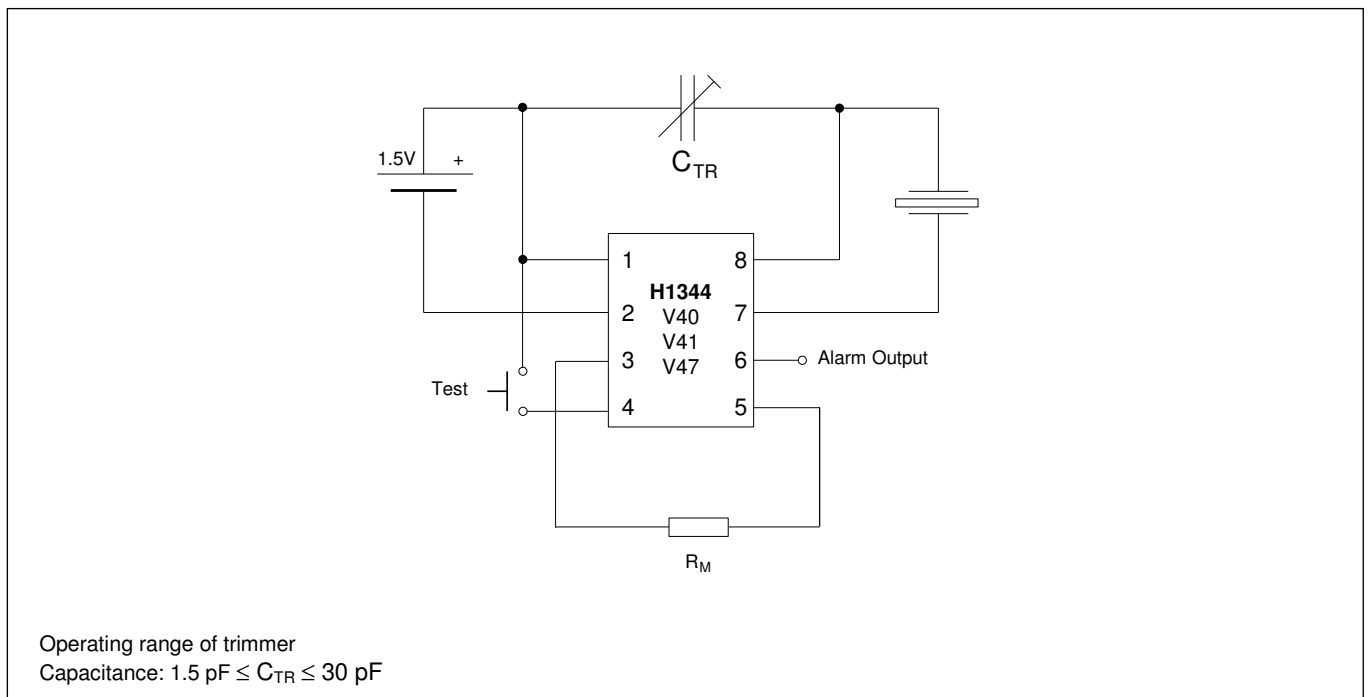 1.5V +
C_TR
1 8
H1344
2 V40 7
V41
3 V47 6 Alarm Output
Test
4 5
R_M
Operating range of trimmer
Capacitance: 1.5 pF ≤ C_TR ≤ 30 pF